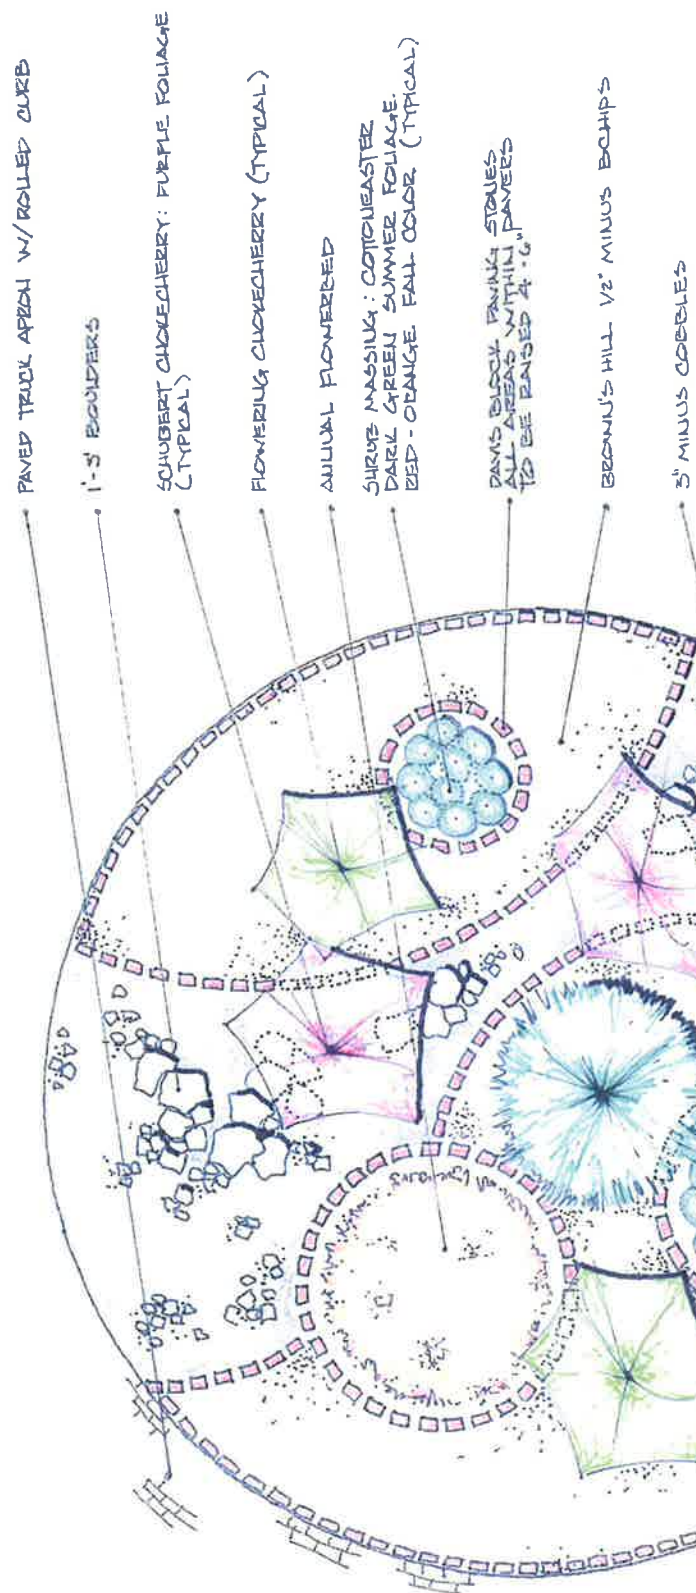 PAVED TRUCK APRON W/ROLLED CURB
1'-3' BOULDERS
SCHUBERT CHOKECHERRY: PURPLE FOLIAGE
(TYPICAL)
FLOWERING CHOKECHERRY (TYPICAL)
ANNUAL FLOWERBED
SHRUB MASSING: COTONEASTER
DARK GREEN SUMMER FOLIAGE.
RED-ORANGE FALL COLOR (TYPICAL)
DAVIS BLOCK PAVING STONES
ALL AREAS WITHIN PAVERS
TO BE RAISED 4-6"
BROWN'S HILL 1/2" MINUS BCHIPS
3" MINUS COBBLES